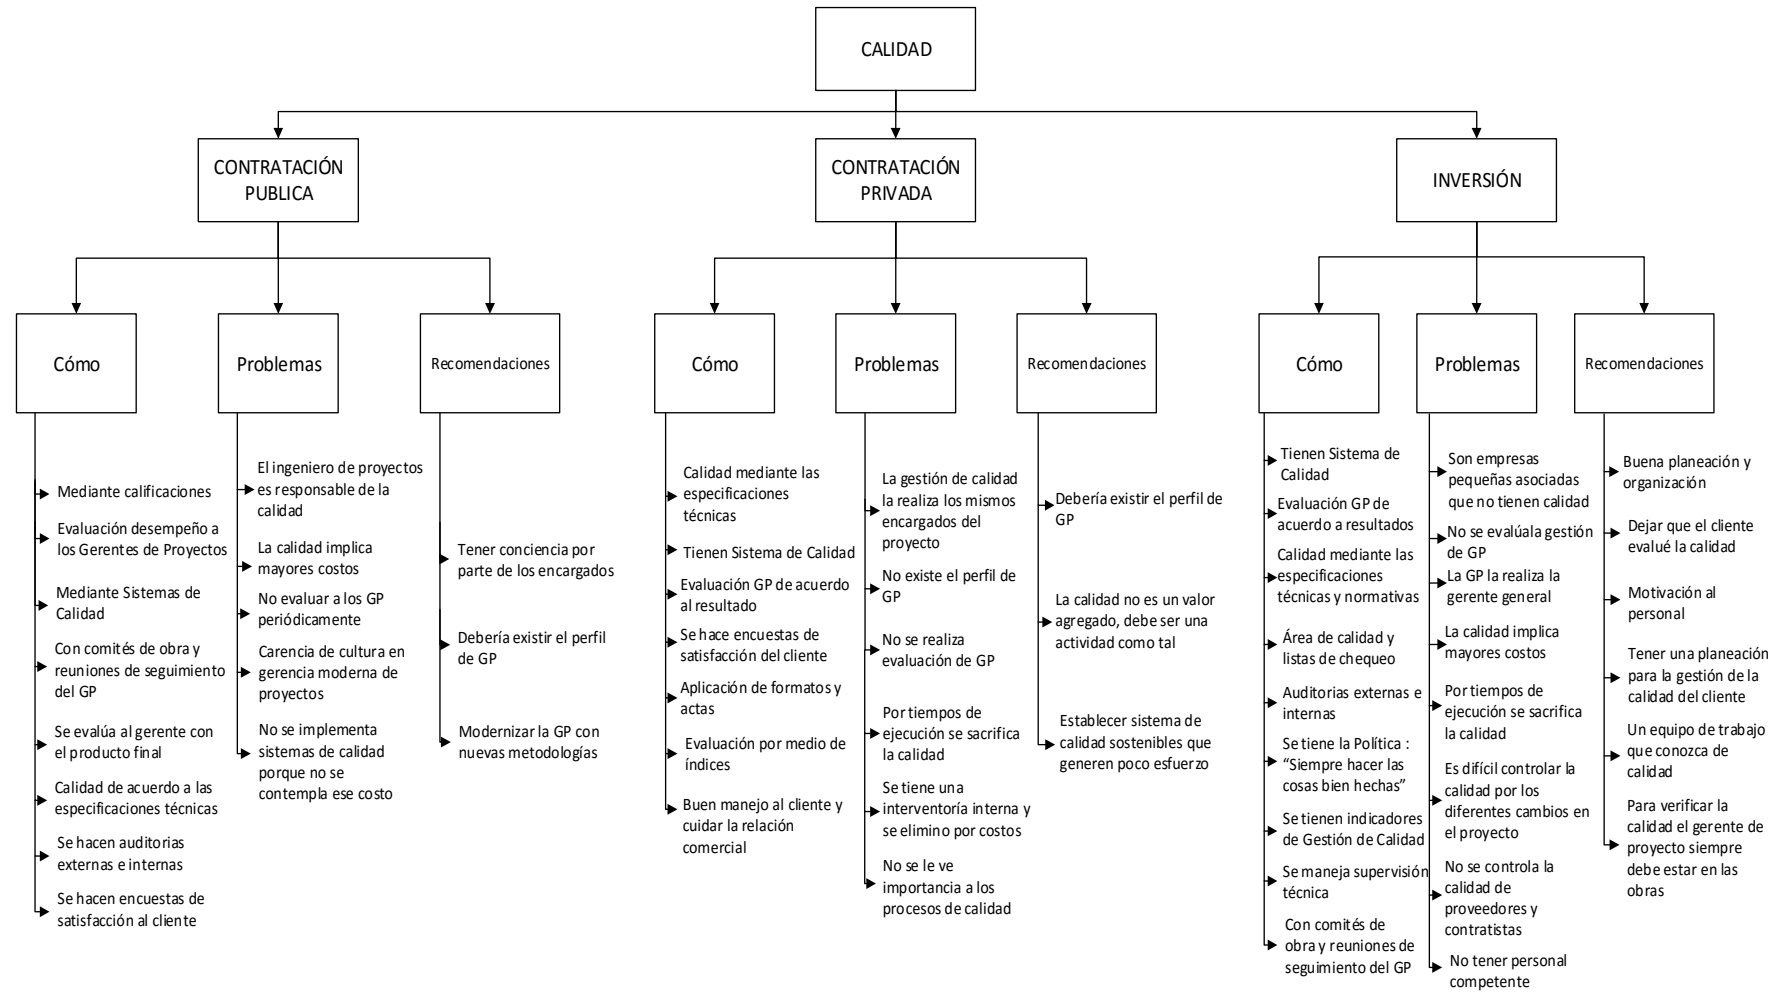 CALIDAD
CONTRATACIÓN
PUBLICA
CONTRATACIÓN
PRIVADA
INVERSIÓN
Cómo
Problemas
Recomendaciones
Cómo
Problemas
Recomendaciones
Cómo
Problemas
Recomendaciones
Mediante calificaciones
Evaluación desempeño a
los Gerentes de Proyectos
Mediante Sistemas de
Calidad
Con comités de obra y
reuniones de seguimiento
del GP
Se evalúa al gerente con
el producto final
Calidad de acuerdo a las
especificaciones técnicas
Se hacen auditorias
externas e internas
Se hacen encuestas de
satisfacción al cliente
El ingeniero de proyectos
es responsable de la
calidad
La calidad implica
mayores costos
No evaluar a los GP
periódicamente
Carencia de cultura en
gerencia moderna de
proyectos
No se implementa
sistemas de calidad
porque no se
contempla ese costo
Tener conciencia por
parte de los encargados
Debería existir el perfil
de GP
Modernizar la GP con
nuevas metodologías
Calidad mediante las
especificaciones
técnicas
Tienen Sistema de Calidad
Evaluación GP de acuerdo
al resultado
Se hace encuestas de
satisfacción del cliente
Aplicación de formatos y
actas
Evaluación por medio de
índices
Buen manejo al cliente y
cuidar la relación
comercial
La gestión de calidad
la realiza los mismos
encargados del
proyecto
No existe el perfil de
GP
No se realiza
evaluación de GP
Por tiempos de
ejecución se sacrifica
la calidad
Se tiene una
interventoría interna y
se elimino por costos
No se le ve
importancia a los
procesos de calidad
Debería existir el perfil de
GP
La calidad no es un valor
agregado, debe ser una
actividad como tal
Establecer sistema de
calidad sostenibles que
generen poco esfuerzo
Tienen Sistema de
Calidad
Evaluación GP de
acuerdo a resultados
Calidad mediante las
especificaciones
técnicas y normativas
Área de calidad y
listas de chequeo
Auditorias externas e
internas
Se tiene la Política :
“Siempre hacer las
cosas bien hechas”
Se tienen indicadores
de Gestión de Calidad
Se maneja supervisión
técnica
Con comités de
obra y reuniones de
seguimiento del GP
Son empresas
pequeñas asociadas
que no tienen calidad
No se evalúala gestión
de GP
La GP la realiza la
gerente general
La calidad implica
mayores costos
Por tiempos de
ejecución se sacrifica
la calidad
Es difícil controlar la
calidad por los
diferentes cambios en
el proyecto
No se controla la
calidad de
proveedores y
contratistas
No tener personal
competente
Buena planeación y
organización
Dejar que el cliente
evalué la calidad
Motivación al
personal
Tener una planeación
para la gestión de la
calidad del cliente
Un equipo de trabajo
que conozca de
calidad
Para verificar la
calidad el gerente de
proyecto siempre
debe estar en las
obras